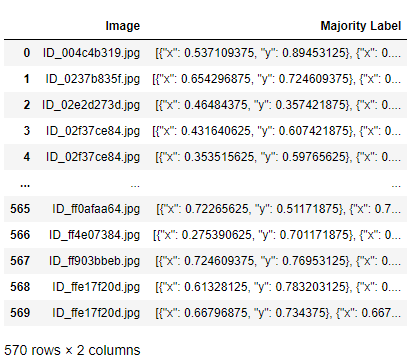 Image Majority Label
0 ID_004c4b319.jpg [{"x": 0.537109375, "y": 0.89453125}, {"x": 0....
1 ID_0237b835f.jpg [{"x": 0.654296875, "y": 0.724609375}, {"x": 0...
2 ID_02e2d273d.jpg [{"x": 0.46484375, "y": 0.357421875}, {"x": 0....
3 ID_02f37ce84.jpg [{"x": 0.431640625, "y": 0.607421875}, {"x": 0...
4 ID_02f37ce84.jpg [{"x": 0.353515625, "y": 0.59765625}, {"x": 0....
... ... ...
565 ID_ff0afaa64.jpg [{"x": 0.72265625, "y": 0.51171875}, {"x": 0.7...
566 ID_ff4e07384.jpg [{"x": 0.275390625, "y": 0.701171875}, {"x": 0...
567 ID_ff903bbeb.jpg [{"x": 0.724609375, "y": 0.76953125}, {"x": 0....
568 ID_ffe17f20d.jpg [{"x": 0.61328125, "y": 0.783203125}, {"x": 0....
569 ID_ffe17f20d.jpg [{"x": 0.66796875, "y": 0.734375}, {"x": 0.667...
570 rows × 2 columns